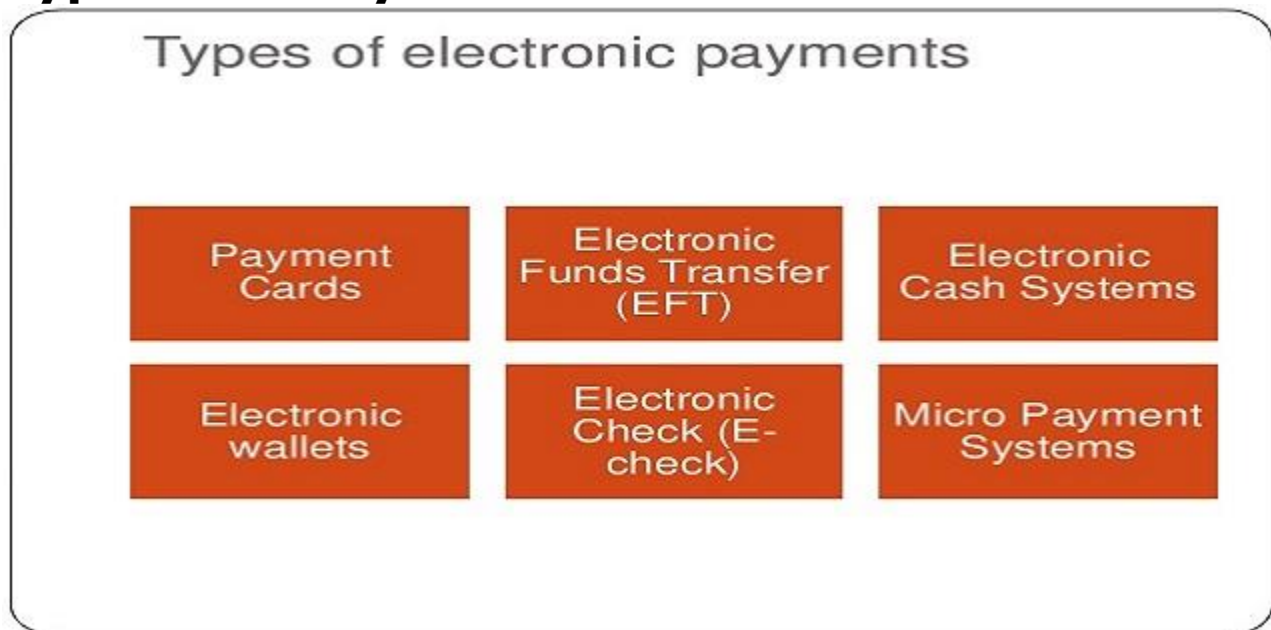 Types of electronic payments
Payment
Cards
Electronic
Funds Transfer
(EFT)
Electronic
Cash Systems
Electronic
wallets
Electronic
Check (E-
check)
Micro Payment
Systems